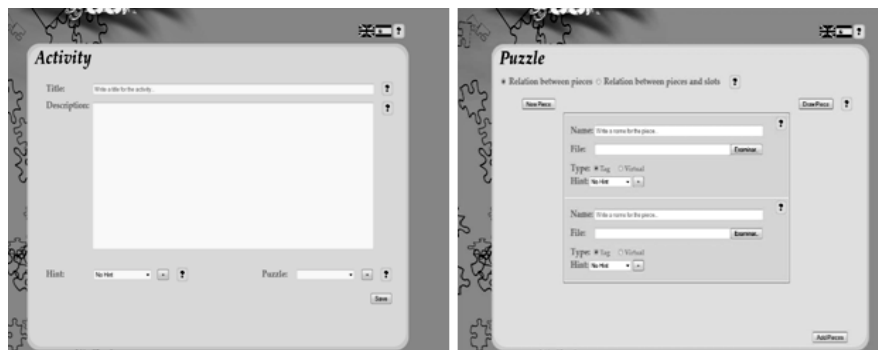 Activity
Title: Write a title for the activity... ?
Description: ?
Hint: No Hint + ?
Puzzle: + ?
Save
?
Puzzle
Relation between pieces Relation between pieces and slots ?
New Piece
Draw Piece ?
Name: Write a name for the piece... ?
File: Examinar...
Type: Tag Virtual
Hint: No Hint +
Name: Write a name for the piece... ?
File: Examinar...
Type: Tag Virtual
Hint: No Hint +
Add Pieces
?